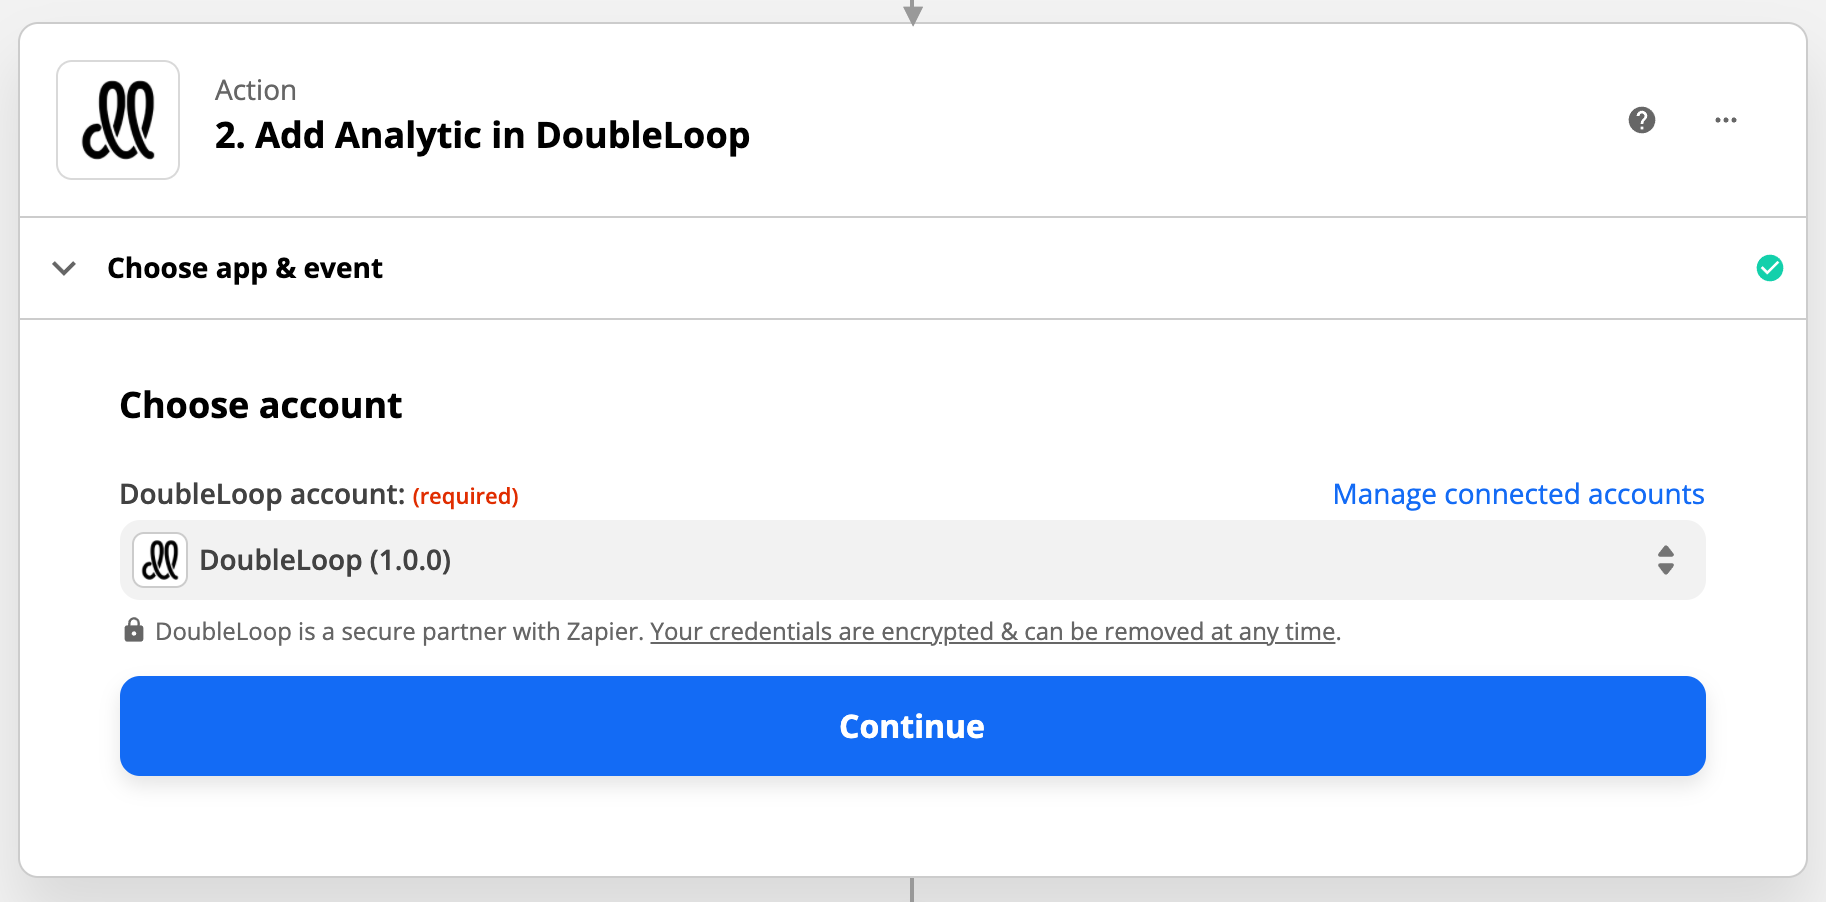 Action
2. Add Analytic in DoubleLoop
Choose app & event
Choose account
DoubleLoop account: (required)
Manage connected accounts
DoubleLoop (1.0.0)
DoubleLoop is a secure partner with Zapier. Your credentials are encrypted & can be removed at any time.
Continue